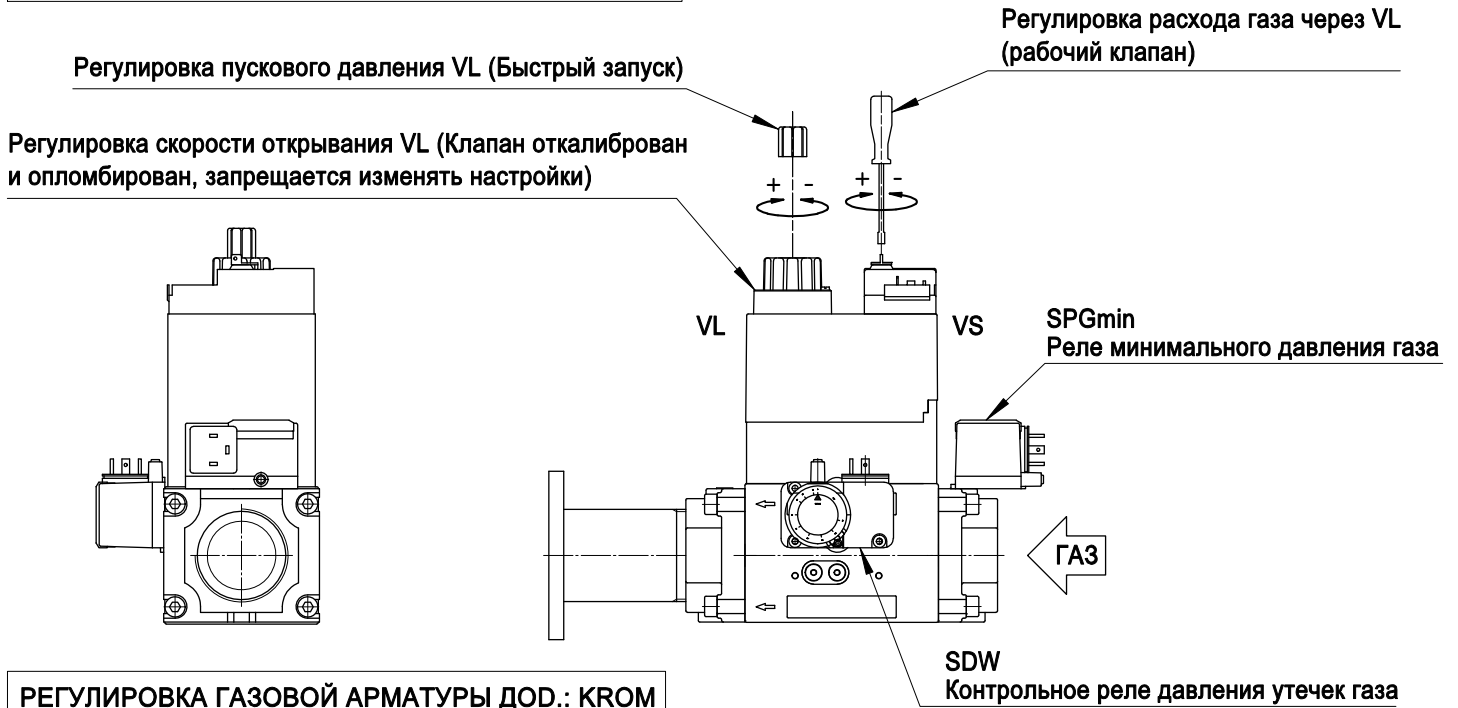 Регулировка расхода газа через VL
(рабочий клапан)
Регулировка пускового давления VL (Быстрый запуск)
Регулировка скорости открывания VL (Клапан откалиброван
и опломбирован, запрещается изменять настройки)
+ -
+ -
VL
VS
SPGmin
Реле минимального давления газа
ГАЗ
SDW
Контрольное реле давления утечек газа
РЕГУЛИРОВКА ГАЗОВОЙ АРМАТУРЫ ДOD.: KROM